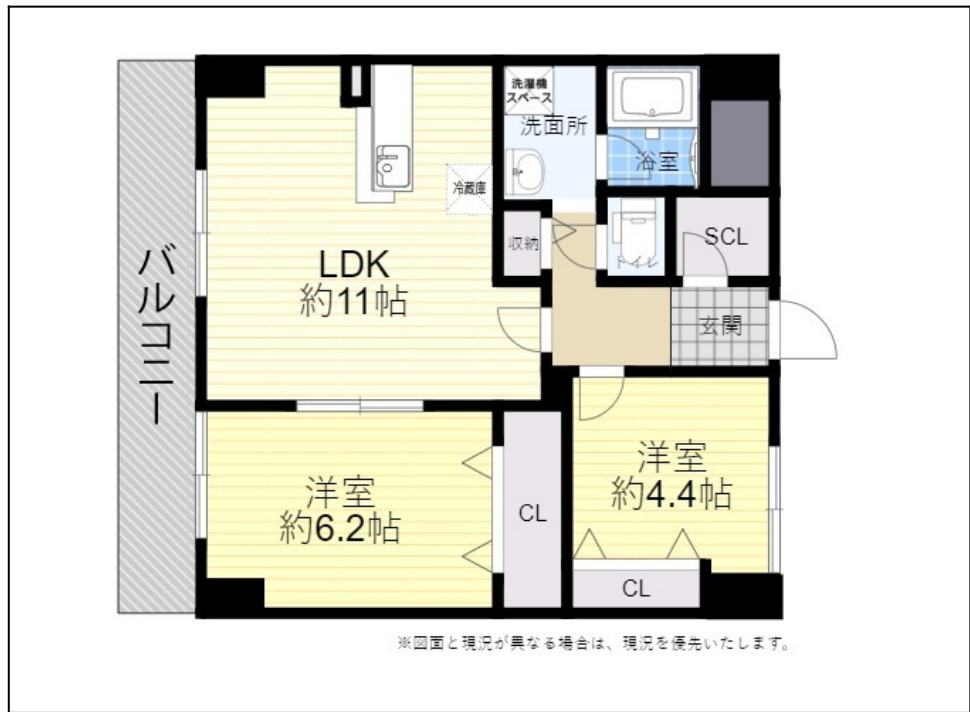 洗濯機
スペース
洗面所
浴室
冷蔵庫
収納
トイレ
SCL
LDK
約11帖
玄関
バルコニー
洋室
約6.2帖
CL
洋室
約4.4帖
CL
※図面と現況が異なる場合は、現況を優先いたします。